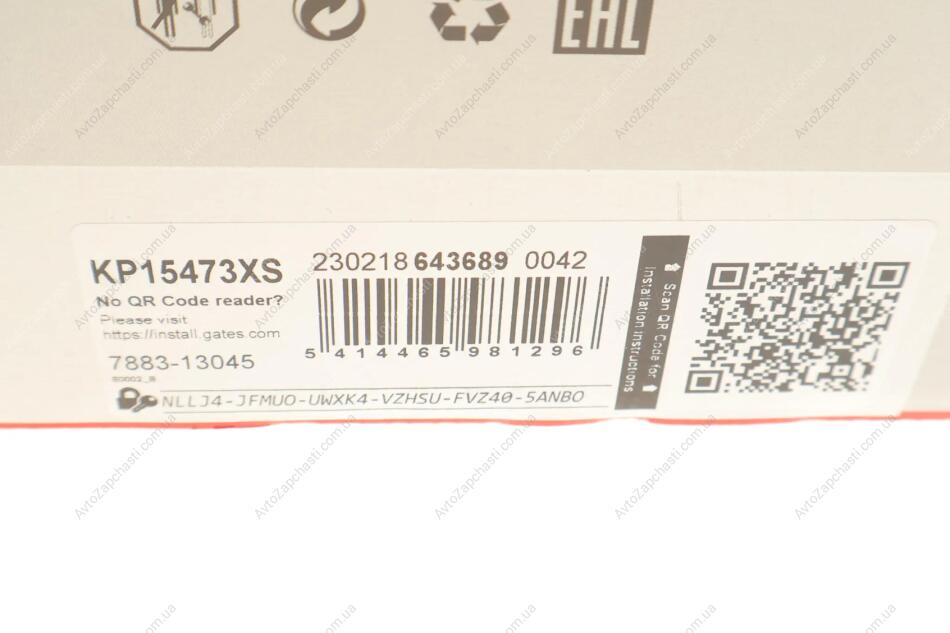 EAC
KP15473XS
No QR Code reader?
Please visit
https://install.gates.com
7883-13045
80002_B
230218 643689 0042
5 414465 981296
NLLJ4-JFMUO-UWXK4-VZHSU-FVZ40-5ANBO
Scan QR Code for
Installation Instructions
AvtoZapchasti.com.ua